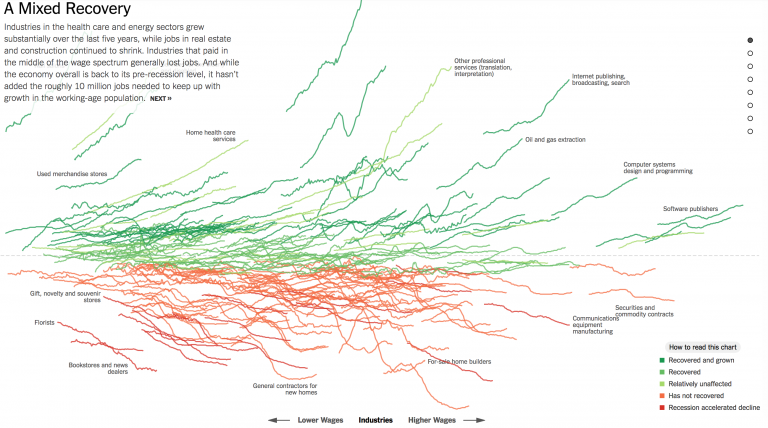 A Mixed Recovery
Industries in the health care and energy sectors grew
substantially over the last five years, while jobs in real estate
and construction continued to shrink. Industries that paid in
the middle of the wage spectrum generally lost jobs. And while
the economy overall is back to its pre-recession level, it hasn't
added the roughly 10 million jobs needed to keep up with
growth in the working-age population. NEXT »
Other professional
services (translation,
interpretation)
Internet publishing,
broadcasting, search
Home health care
services
Oil and gas extraction
Used merchandise stores
Computer systems
design and programming
Software publishers
Gift, novelty and souvenir
stores
Securities and
commodity contracts
Florists
Communications
equipment
manufacturing
Bookstores and news
dealers
For-sale home builders
General contractors for
new homes
How to read this chart
Recovered and grown
Recovered
Relatively unaffected
Has not recovered
Recession accelerated decline
Lower Wages Industries Higher Wages